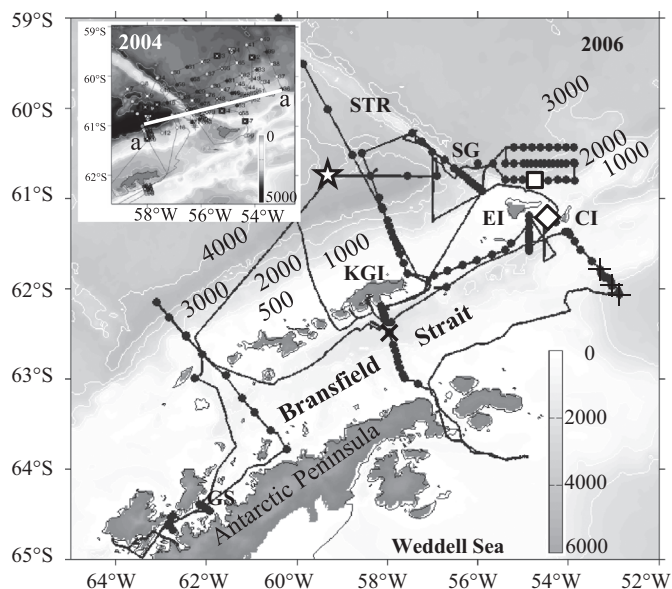 59°S
60°S
61°S
62°S
63°S
64°S
65°S
64°W 62°W 60°W 58°W 56°W 54°W 52°W
2004
59°S
60°S
61°S
62°S
58°W 56°W 54°W
a
a
0
5000
2006
STR
SG
EI
CI
KGI
GS
3000
2000
1000
4000
3000
2000
1000
500
Bransfield Strait
Antarctic Peninsula
Weddell Sea
0
2000
4000
6000